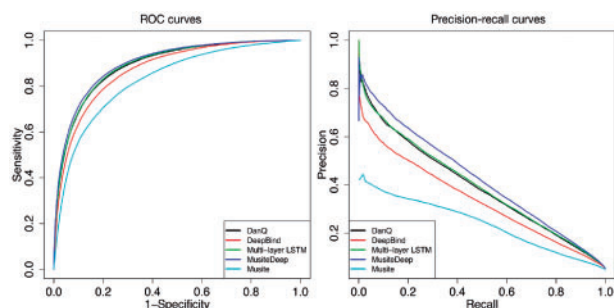 ROC curves
Sensitivity
0.0 0.2 0.4 0.6 0.8 1.0
DanQ
DeepBind
Multi-layer LSTM
MusiteDeep
Musite
0.0 0.2 0.4 0.6 0.8 1.0
1-Specificity
Precision-recall curves
Precision
0.2 0.4 0.6 0.8 1.0
DanQ
DeepBind
Multi-layer LSTM
MusiteDeep
Musite
0.0 0.2 0.4 0.6 0.8 1.0
Recall